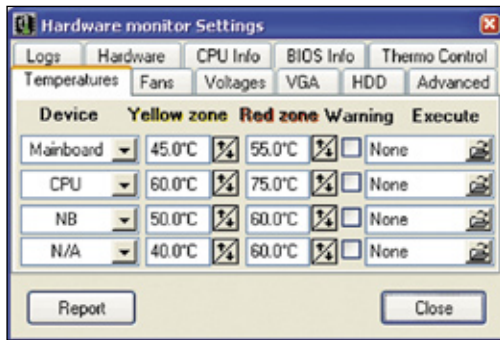 Hardware monitor Settings
Logs Hardware CPU Info BIOS Info Thermo Control
Temperatures Fans Voltages VGA HDD Advanced
Device Yellow zone Red zone Warning Execute
Mainboard 45.0°C 55.0°C None
CPU 60.0°C 75.0°C None
NB 50.0°C 60.0°C None
N/A 40.0°C 60.0°C None
Report Close